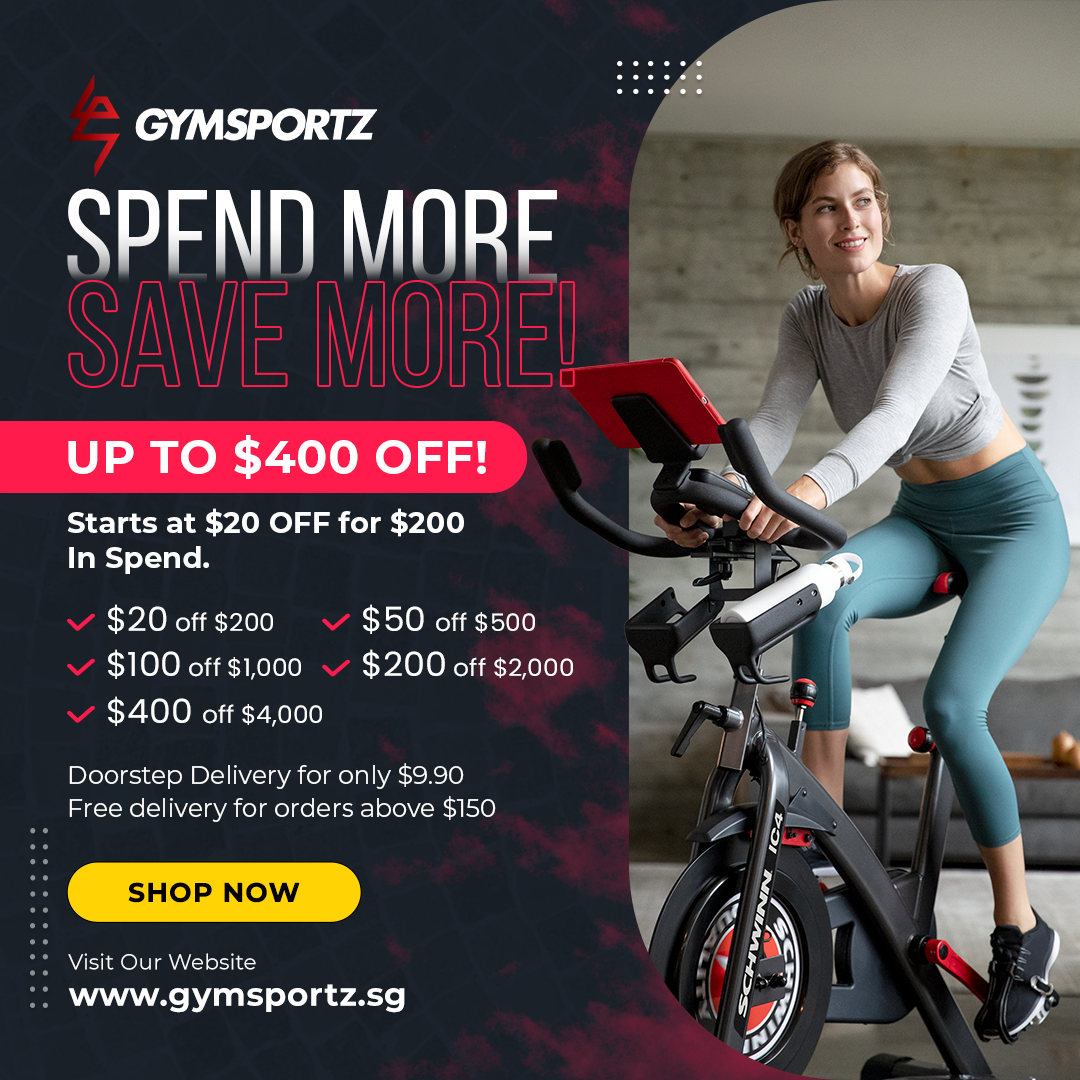 GYMSPORTZ
SPEND MORE
SAVE MORE!
UP TO $400 OFF!
Starts at $20 OFF for $200
In Spend.
$20 off $200
$50 off $500
$100 off $1,000
$200 off $2,000
$400 off $4,000
Doorstep Delivery for only $9.90
Free delivery for orders above $150
SHOP NOW
Visit Our Website
www.gymsportz.sg
SCHWINN IC4
SCHWINN